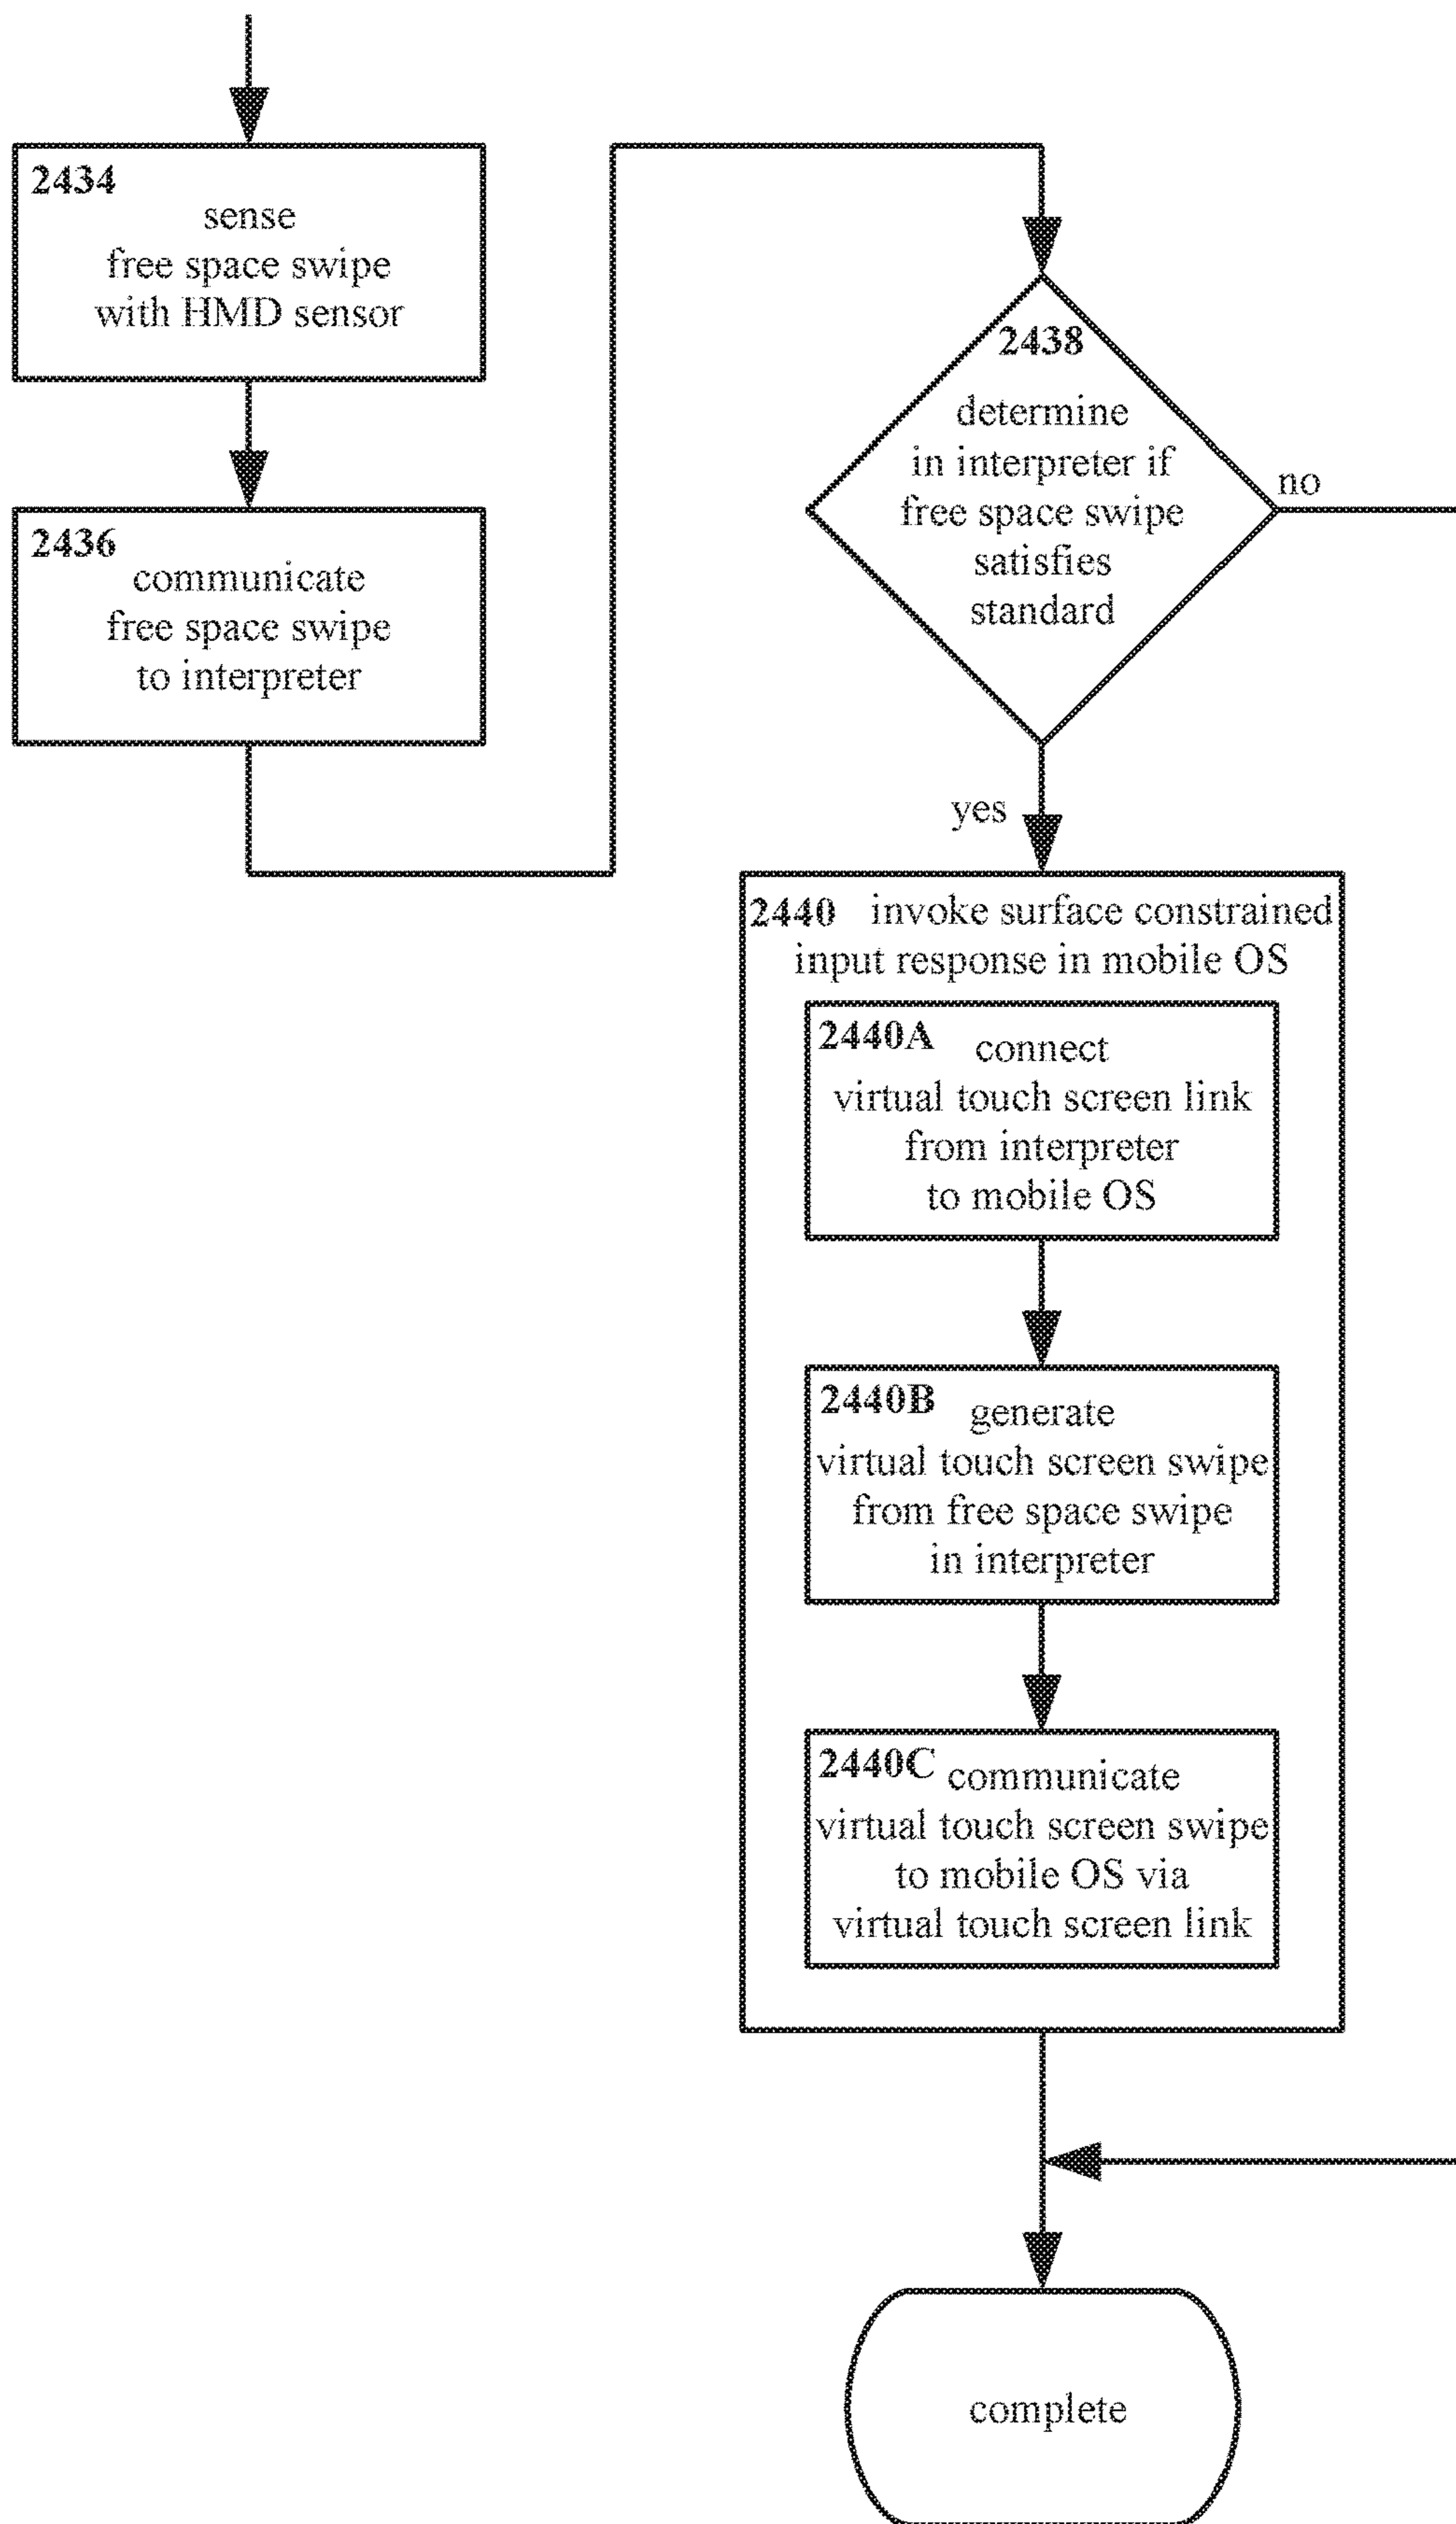 2434
sense
free space swipe
with HMD sensor
2436
communicate
free space swipe
to interpreter
2438
determine
in interpreter if
free space swipe
satisfies
standard
no
yes
2440 invoke surface constrained
input response in mobile OS
2440A connect
virtual touch screen link
from interpreter
to mobile OS
2440B generate
virtual touch screen swipe
from free space swipe
in interpreter
2440C communicate
virtual touch screen swipe
to mobile OS via
virtual touch screen link
complete